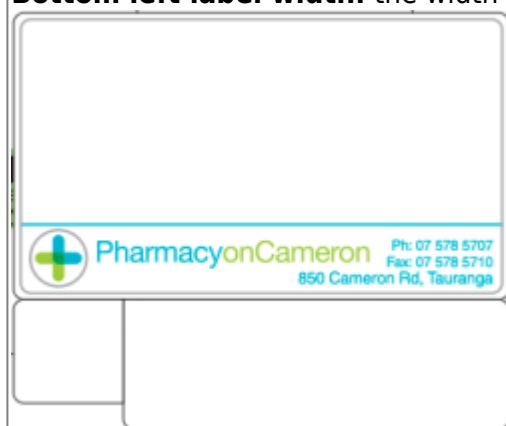 Bottom left label width: the width
PharmacyonCameron
Ph: 07 578 5707
Fax: 07 578 5710
850 Cameron Rd, Tauranga